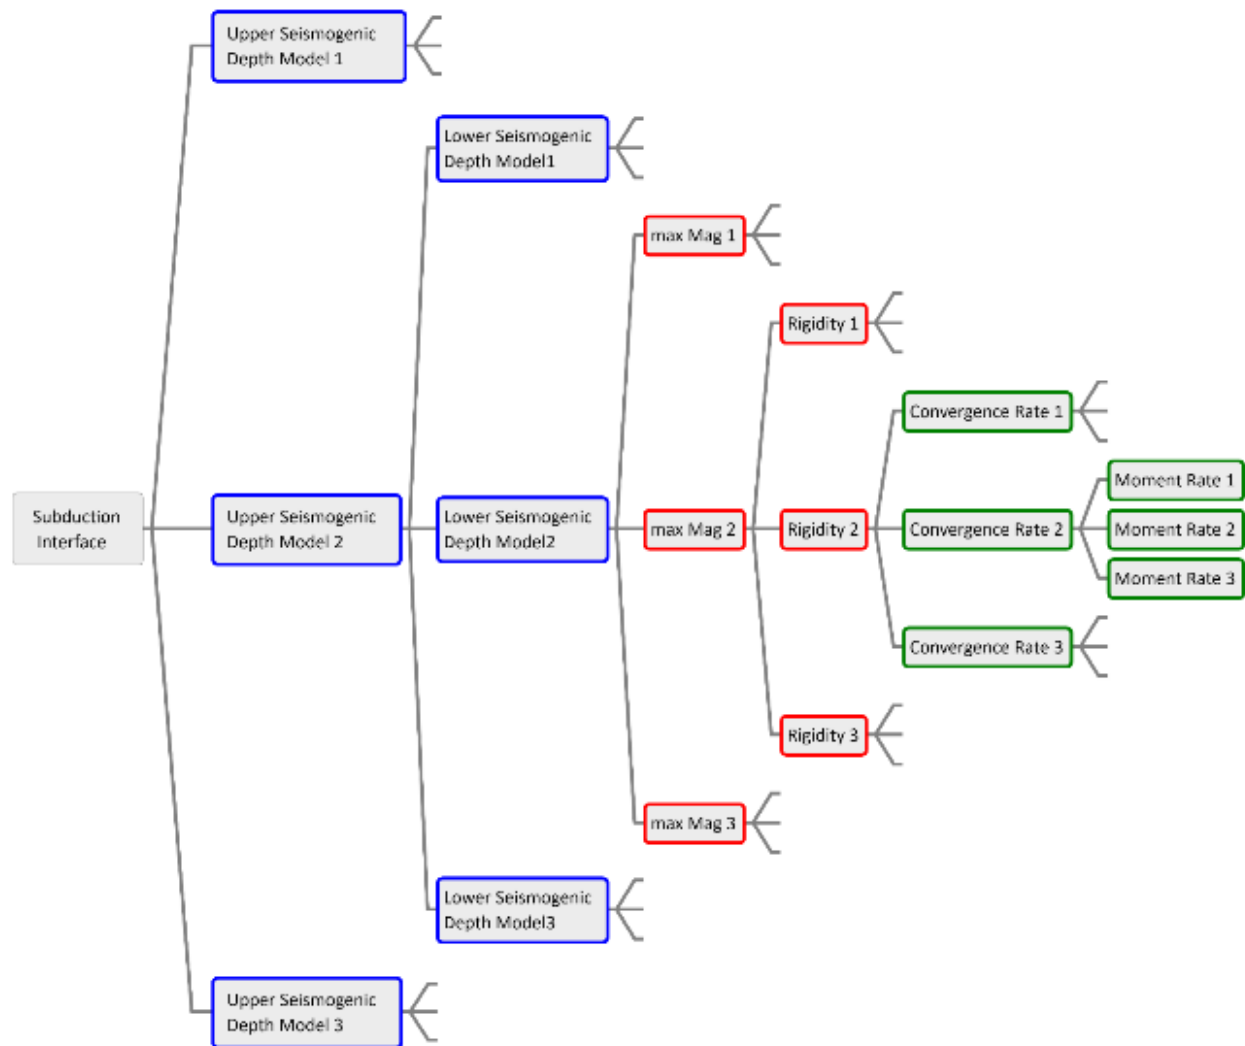 Upper Seismogenic
Depth Model 1
Lower Seismogenic
Depth Model1
max Mag 1
Rigidity 1
Convergence Rate 1
Moment Rate 1
Subduction
Interface
Upper Seismogenic
Depth Model 2
Lower Seismogenic
Depth Model2
max Mag 2
Rigidity 2
Convergence Rate 2
Moment Rate 2
Moment Rate 3
Convergence Rate 3
Rigidity 3
max Mag 3
Lower Seismogenic
Depth Model3
Upper Seismogenic
Depth Model 3